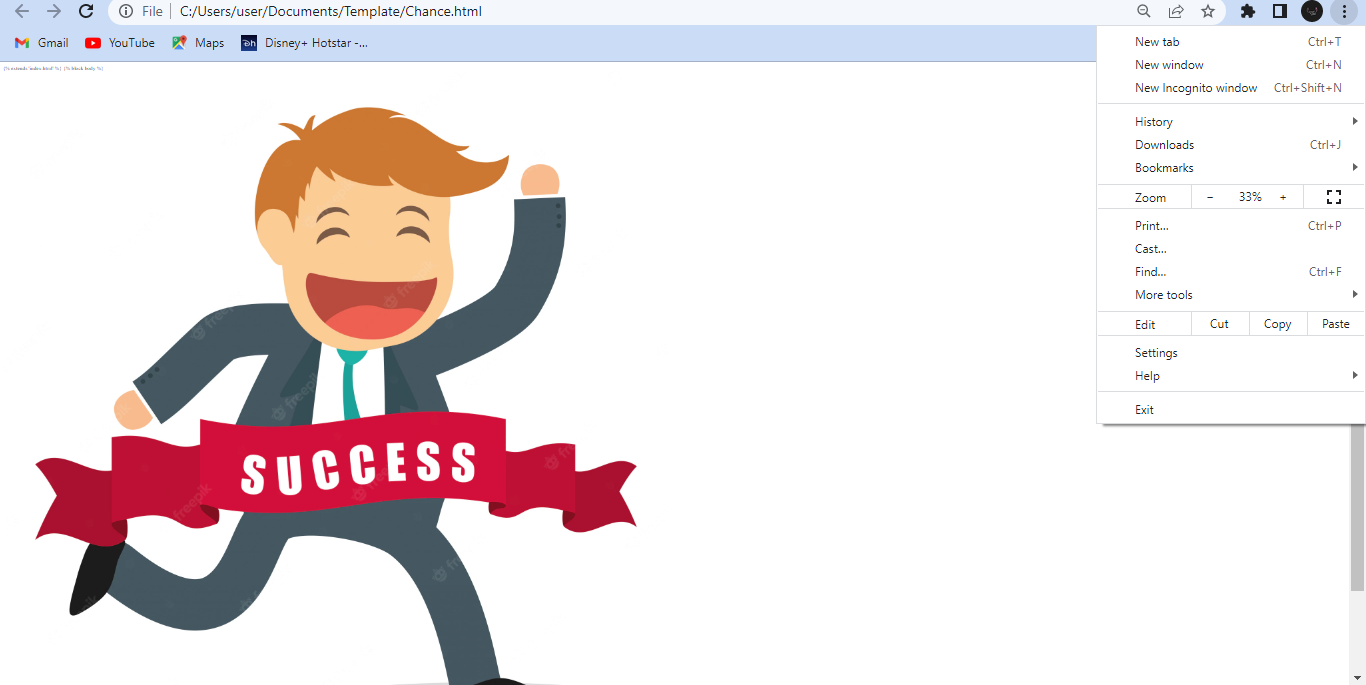 File C:/Users/user/Documents/Template/Chance.html
Gmail YouTube Maps Disney+ Hotstar -...
{% extends 'index.html' %} {% block body %}
New tab Ctrl+T
New window Ctrl+N
New Incognito window Ctrl+Shift+N
History
Downloads Ctrl+J
Bookmarks
Zoom – 33% +
Print... Ctrl+P
Cast...
Find... Ctrl+F
More tools
Edit Cut Copy Paste
Settings
Help
Exit
SUCCESS
freepik